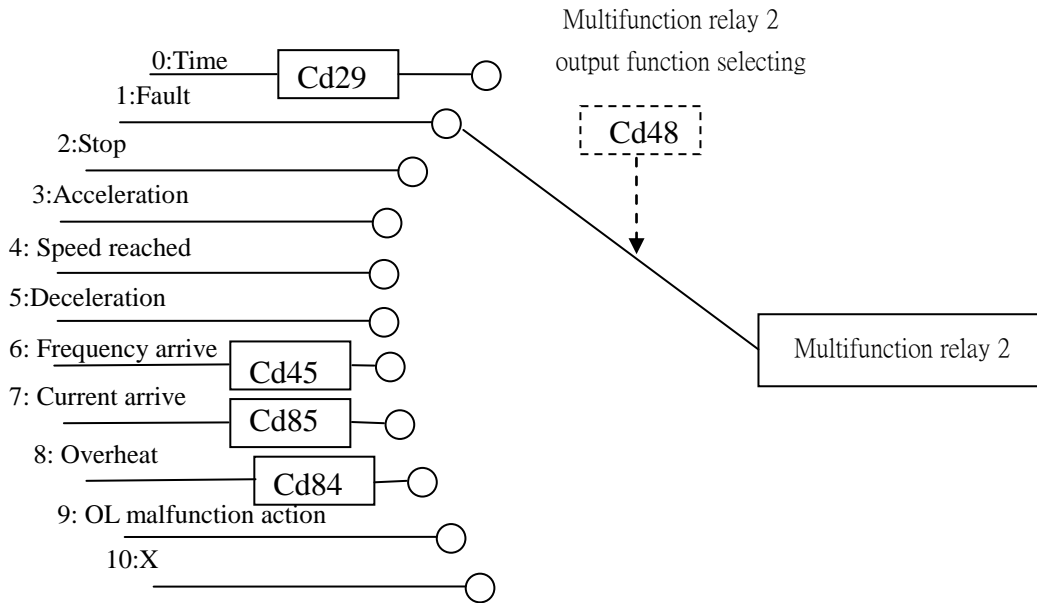 Multifunction relay 2
output function selecting
0:Time
Cd29
1:Fault
Cd48
2:Stop
3:Acceleration
4: Speed reached
5:Deceleration
6: Frequency arrive
Cd45
Multifunction relay 2
7: Current arrive
Cd85
8: Overheat
Cd84
9: OL malfunction action
10:X